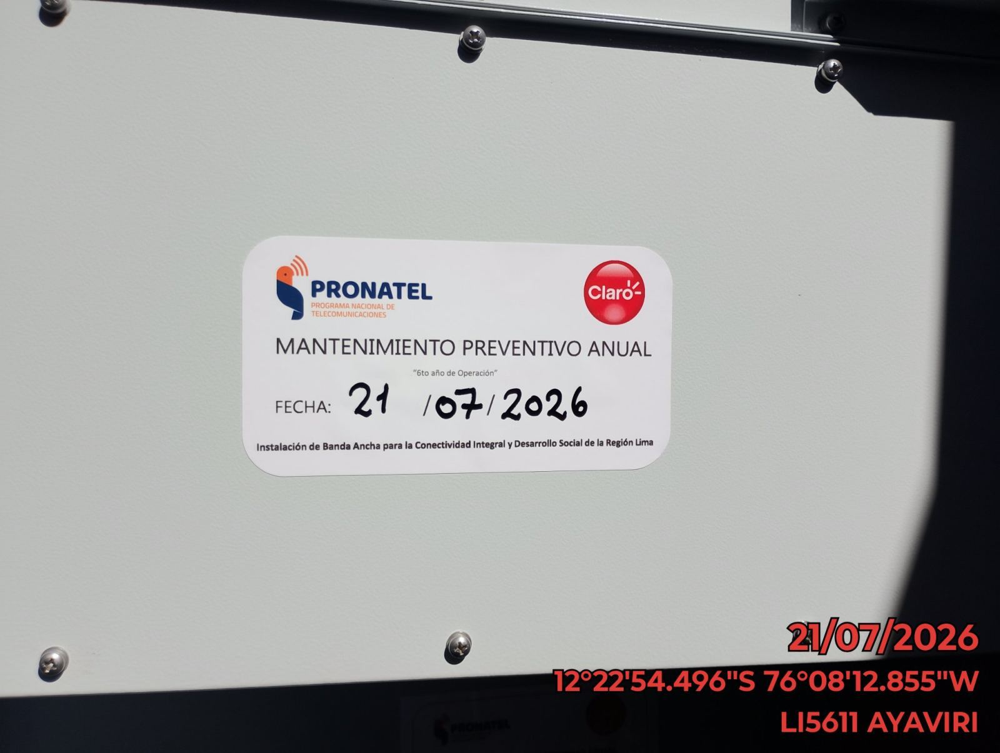 PRONATEL
PROGRAMA NACIONAL DE
TELECOMUNICACIONES
Claro
MANTENIMIENTO PREVENTIVO ANUAL
"6to año de Operación"
FECHA: 21 / 07 / 2026
Instalación de Banda Ancha para la Conectividad Integral y Desarrollo Social de la Región Lima
21/07/2026
12°22'54.496"S 76°08'12.855"W
LI5611 AYAVIRI
PRONATEL